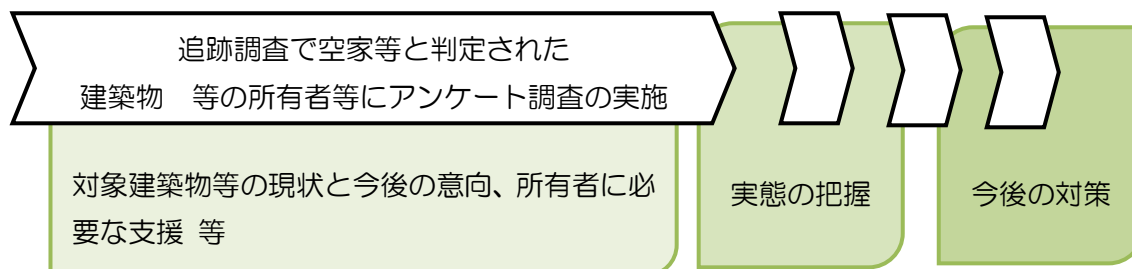 追跡調査で空家等と判定された
建築物　等の所有者等にアンケート調査の実施
対象建築物等の現状と今後の意向、所有者に必
要な支援 等
実態の把握
今後の対策